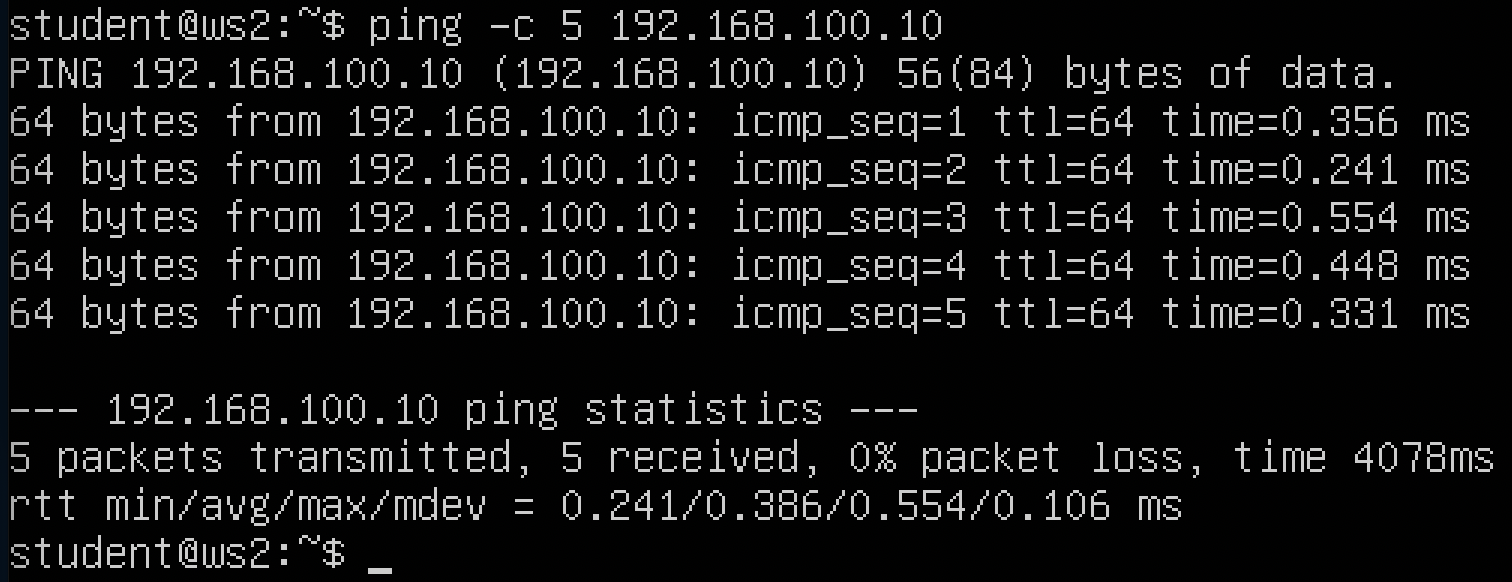 student@ws2:~$ ping -c 5 192.168.100.10
PING 192.168.100.10 (192.168.100.10) 56(84) bytes of data.
64 bytes from 192.168.100.10: icmp_seq=1 ttl=64 time=0.356 ms
64 bytes from 192.168.100.10: icmp_seq=2 ttl=64 time=0.241 ms
64 bytes from 192.168.100.10: icmp_seq=3 ttl=64 time=0.554 ms
64 bytes from 192.168.100.10: icmp_seq=4 ttl=64 time=0.448 ms
64 bytes from 192.168.100.10: icmp_seq=5 ttl=64 time=0.331 ms
--- 192.168.100.10 ping statistics ---
5 packets transmitted, 5 received, 0% packet loss, time 4078ms
rtt min/avg/max/mdev = 0.241/0.386/0.554/0.106 ms
student@ws2:~$ _